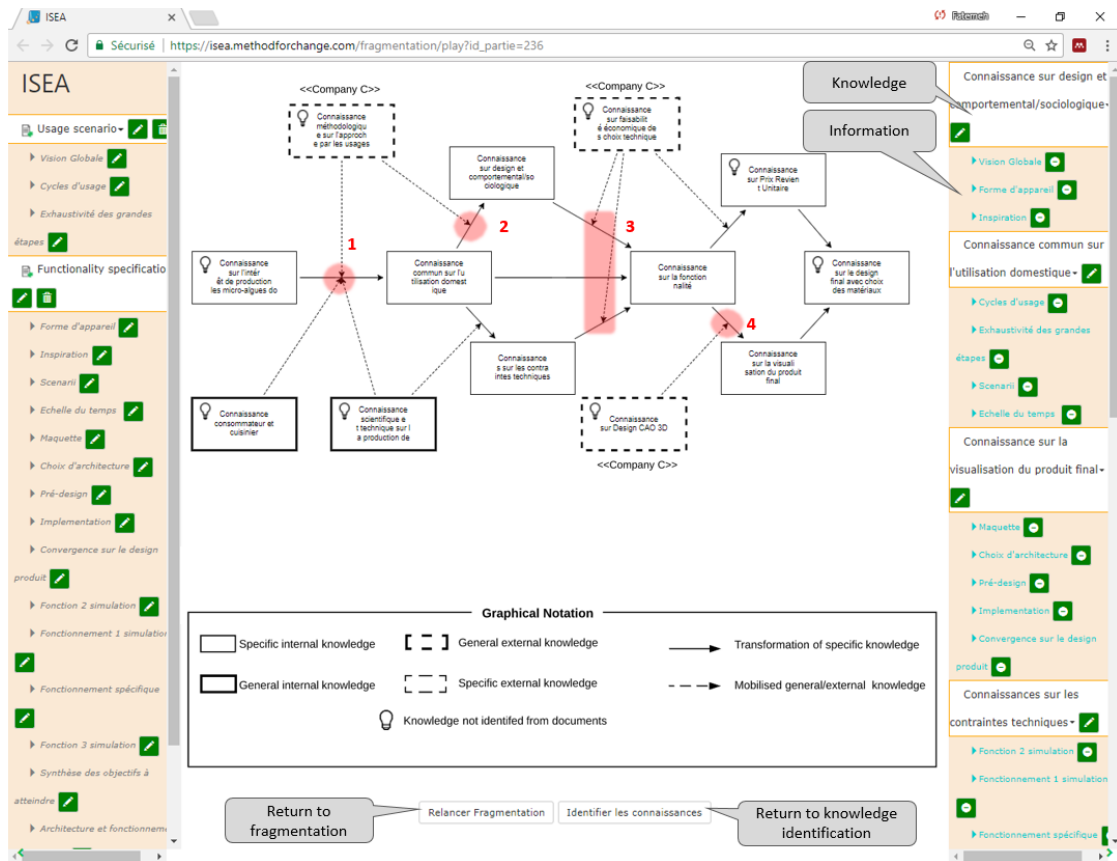 ISEA
Fatemeh
Sécurisé | https://isea.methodforchange.com/fragmentation/play?id_partie=236
ISEA
Usage scenario
Vision Globale
Cycles d'usage
Exhaustivité des grandes
étapes
Functionality specificatio
Forme d'appareil
Inspiration
Scenarii
Echelle du temps
Maquette
Choix d'architecture
Pré-design
Implementation
Convergence sur le design
produit
Fonction 2 simulation
Fonctionnement 1 simulation
Fonctionnement spécifique
Fonction 3 simulation
Synthèse des objectifs à
atteindre
Architecture et fonctionneme
<<Company C>>
Connaissance
méthodologiqu
e sur l'approch
e par les usages
<<Company C>>
Connaissance
sur faisabilit
é économique de
s choix technique
Connaissance
sur design et
comportemental/so
ciologique
Connaissance
sur Prix Revien
t Unitaire
1
2
3
4
Connaissance
sur l'intér
êt de production
les micro-algues do
Connaissance
commun sur l'u
tilisation domest
ique
Connaissance
sur la fonction
nalité
Connaissance
sur le design
final avec choix
des matériaux
Connaissance
s sur les contra
intes techniques
Connaissance
sur la visuali
sation du produit
final
Connaissance
consommateur et
cuisinier
Connaissance
scientifique e
t technique sur l
a production de
Connaissance
sur Design CAO 3D
<<Company C>>
Graphical Notation
Specific internal knowledge
General external knowledge
Transformation of specific knowledge
General internal knowledge
Specific external knowledge
Mobilised general/external knowledge
Knowledge not identifed from documents
Return to
fragmentation
Relancer Fragmentation
Identifier les connaissances
Return to knowledge
identification
Knowledge
Information
Connaissance sur design et
comportemental/sociologique
Vision Globale
Forme d'appareil
Inspiration
Connaissance commun sur
l'utilisation domestique
Cycles d'usage
Exhaustivité des grandes
étapes
Scenarii
Echelle du temps
Connaissance sur la
visualisation du produit final
Maquette
Choix d'architecture
Pré-design
Implementation
Convergence sur le design
produit
Connaissances sur les
contraintes techniques
Fonction 2 simulation
Fonctionnement 1 simulation
Fonctionnement spécifique